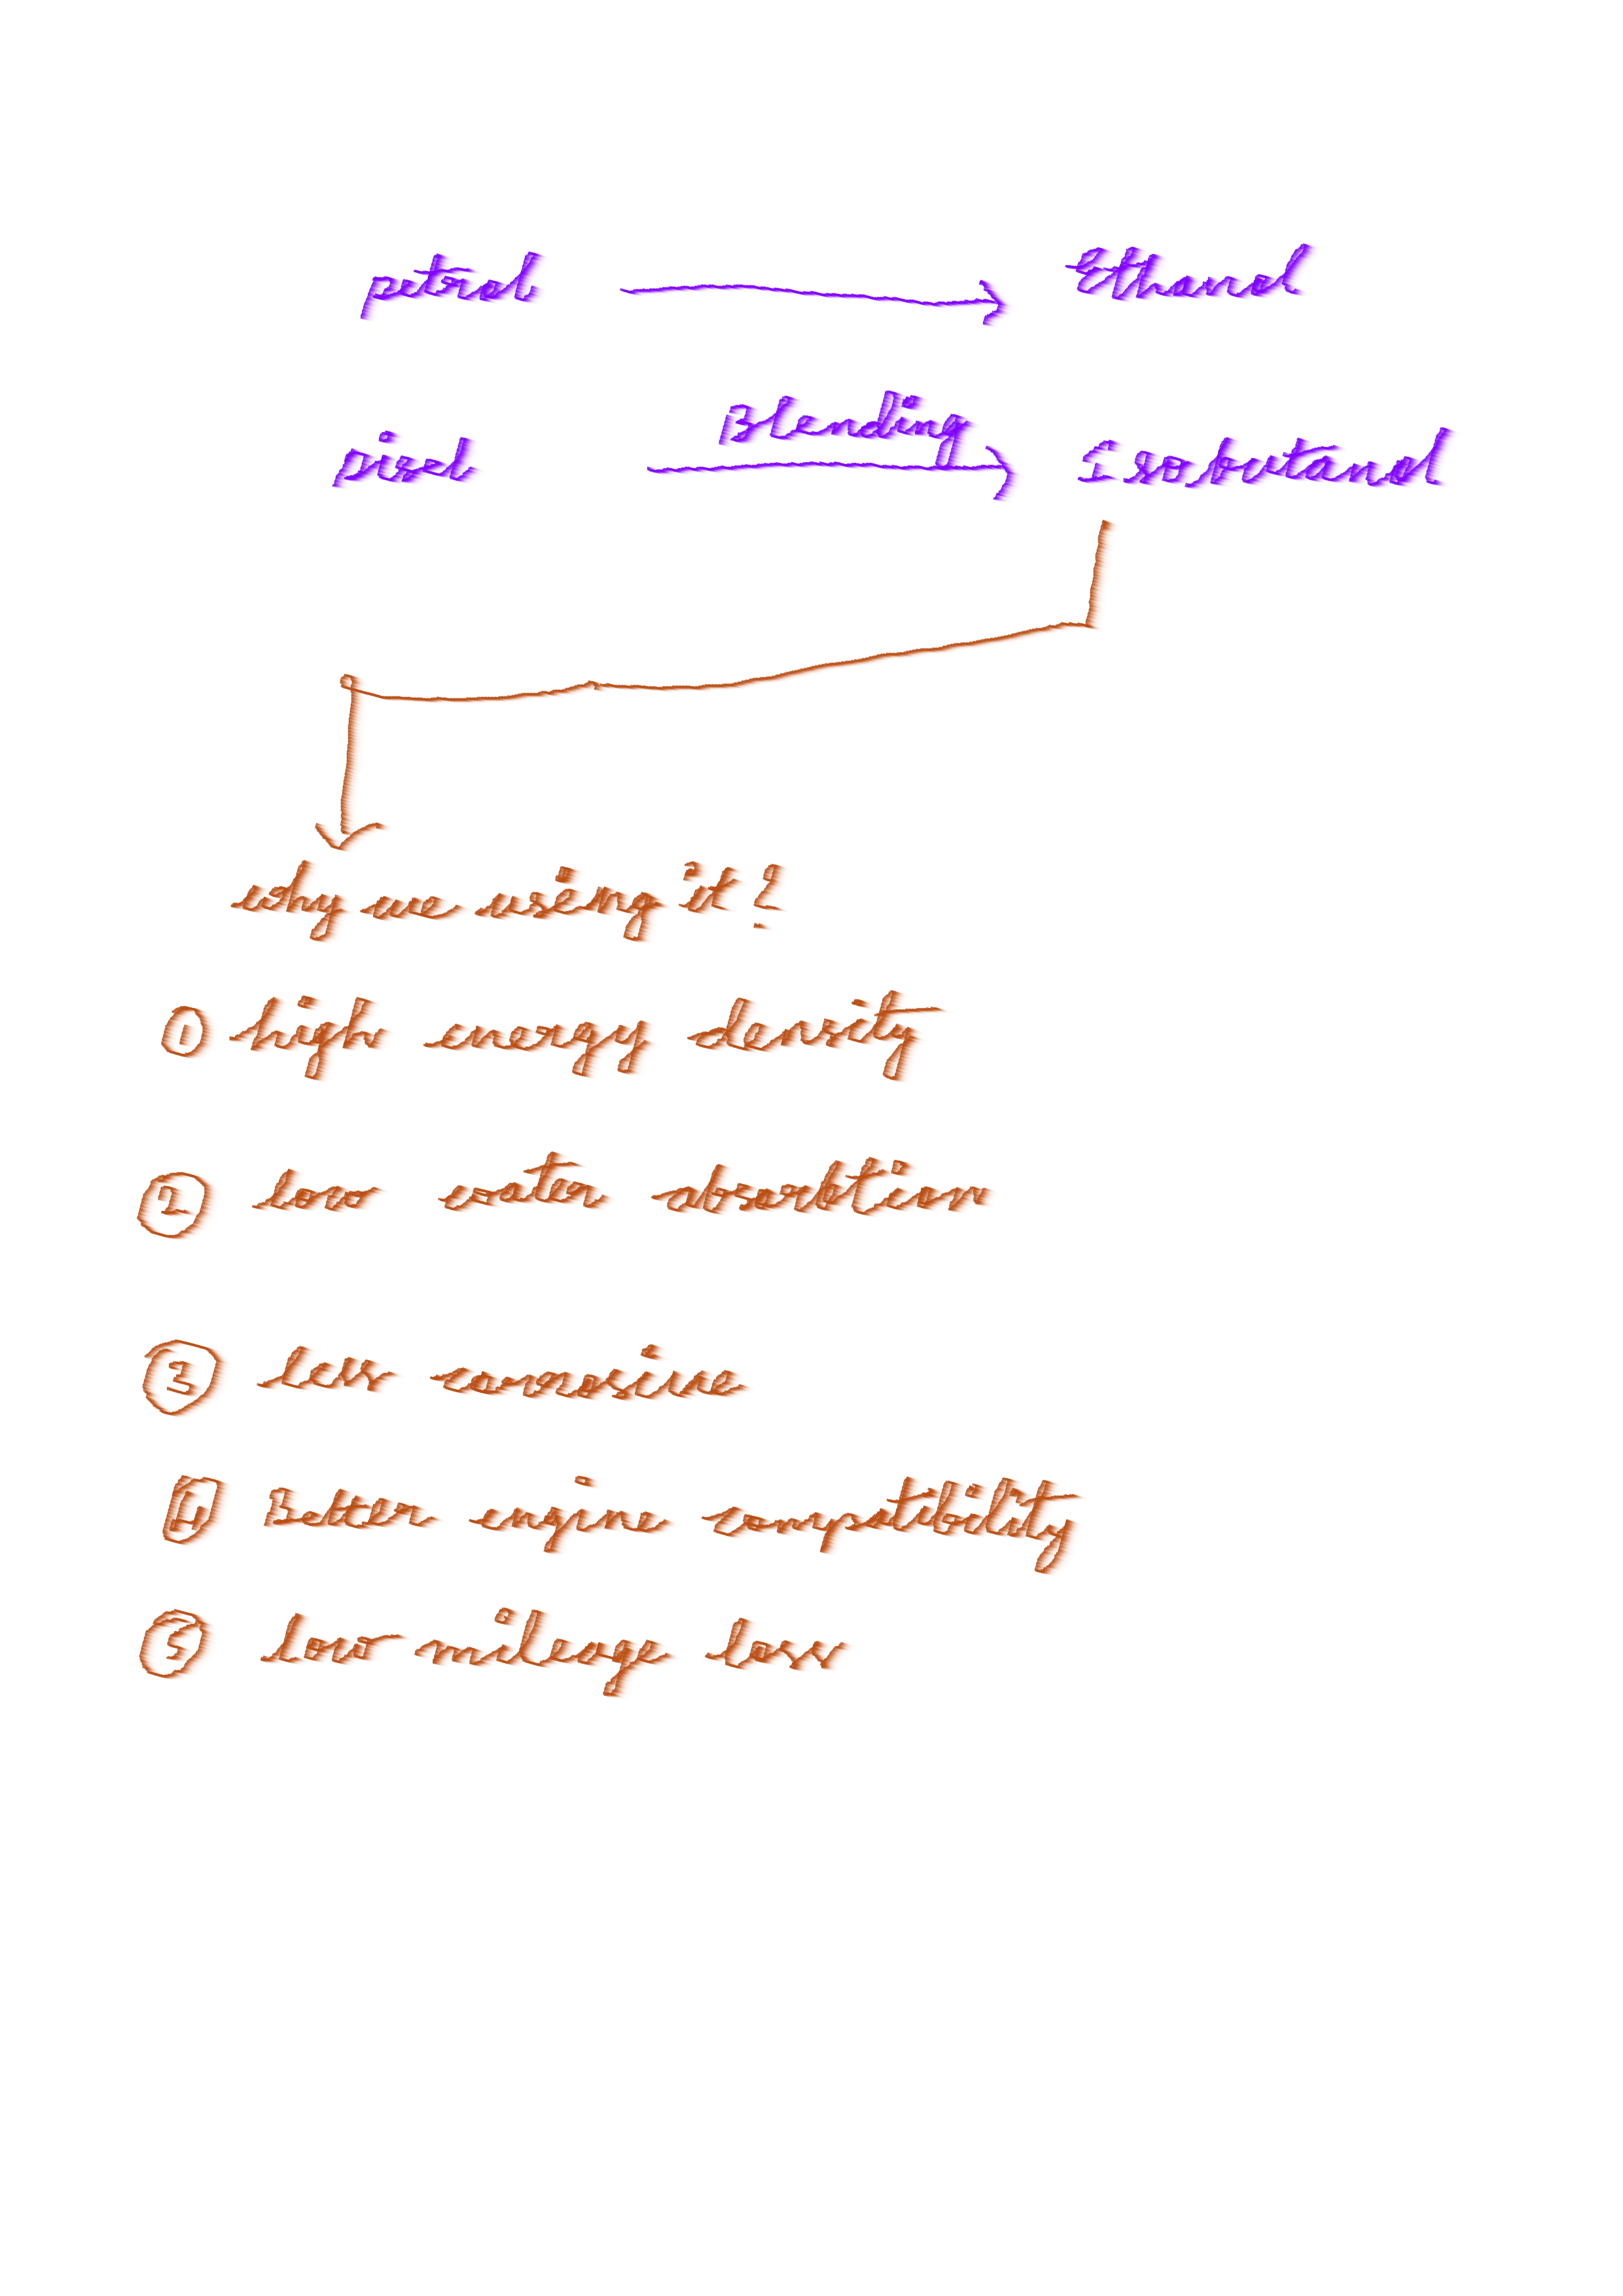 petrol Ethanol
Blending
Disel Isobutanol
why we using it ?
① high energy density
② low water absorbtion
③ less corrosive
④ Better engine compatibility
⑤ low mileage loss